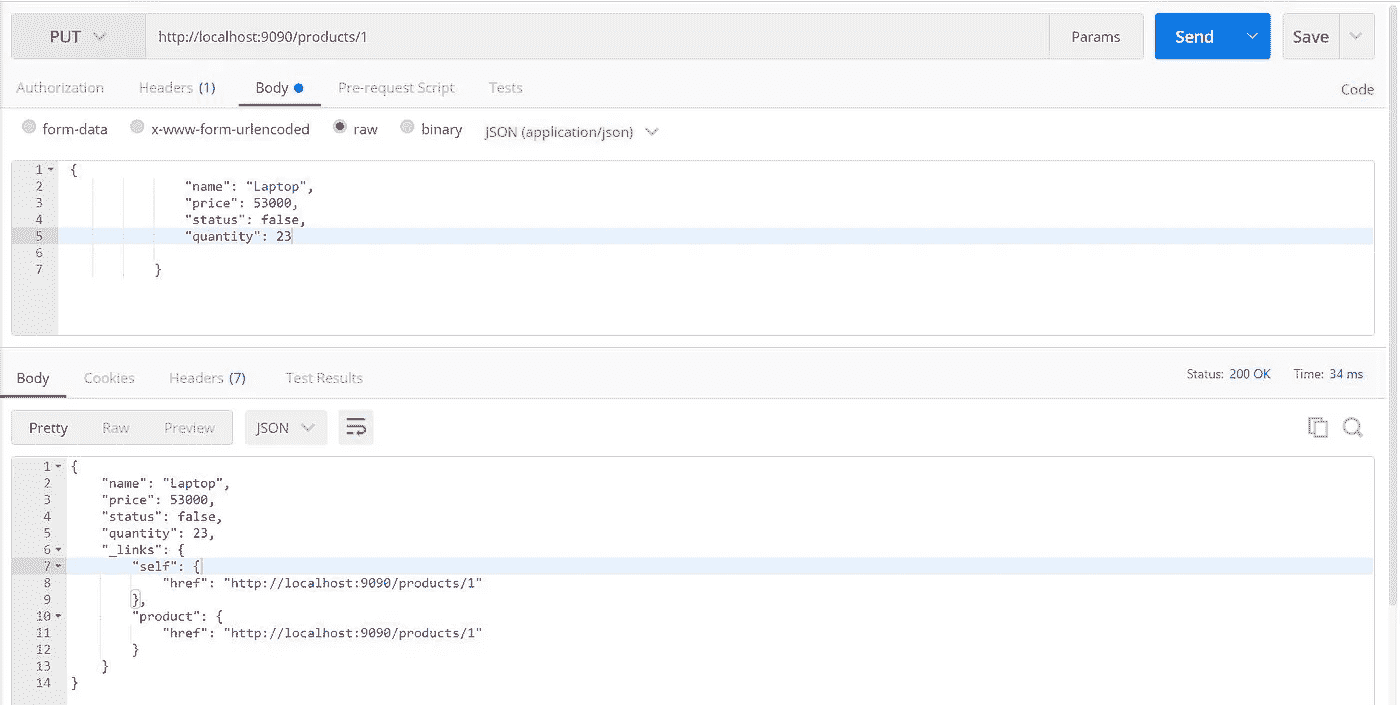 PUT http://localhost:9090/products/1 Params Send Save
Authorization Headers (1) Body Pre-request Script Tests Code
form-data x-www-form-urlencoded raw binary JSON (application/json)
1 {
2 "name": "Laptop",
3 "price": 53000,
4 "status": false,
5 "quantity": 23
6
7 }
Body Cookies Headers (7) Test Results Status: 200 OK Time: 34 ms
Pretty Raw Preview JSON
1 {
2 "name": "Laptop",
3 "price": 53000,
4 "status": false,
5 "quantity": 23,
6 "_links": {
7 "self": {
8 "href": "http://localhost:9090/products/1"
9 },
10 "product": {
11 "href": "http://localhost:9090/products/1"
12 }
13 }
14 }